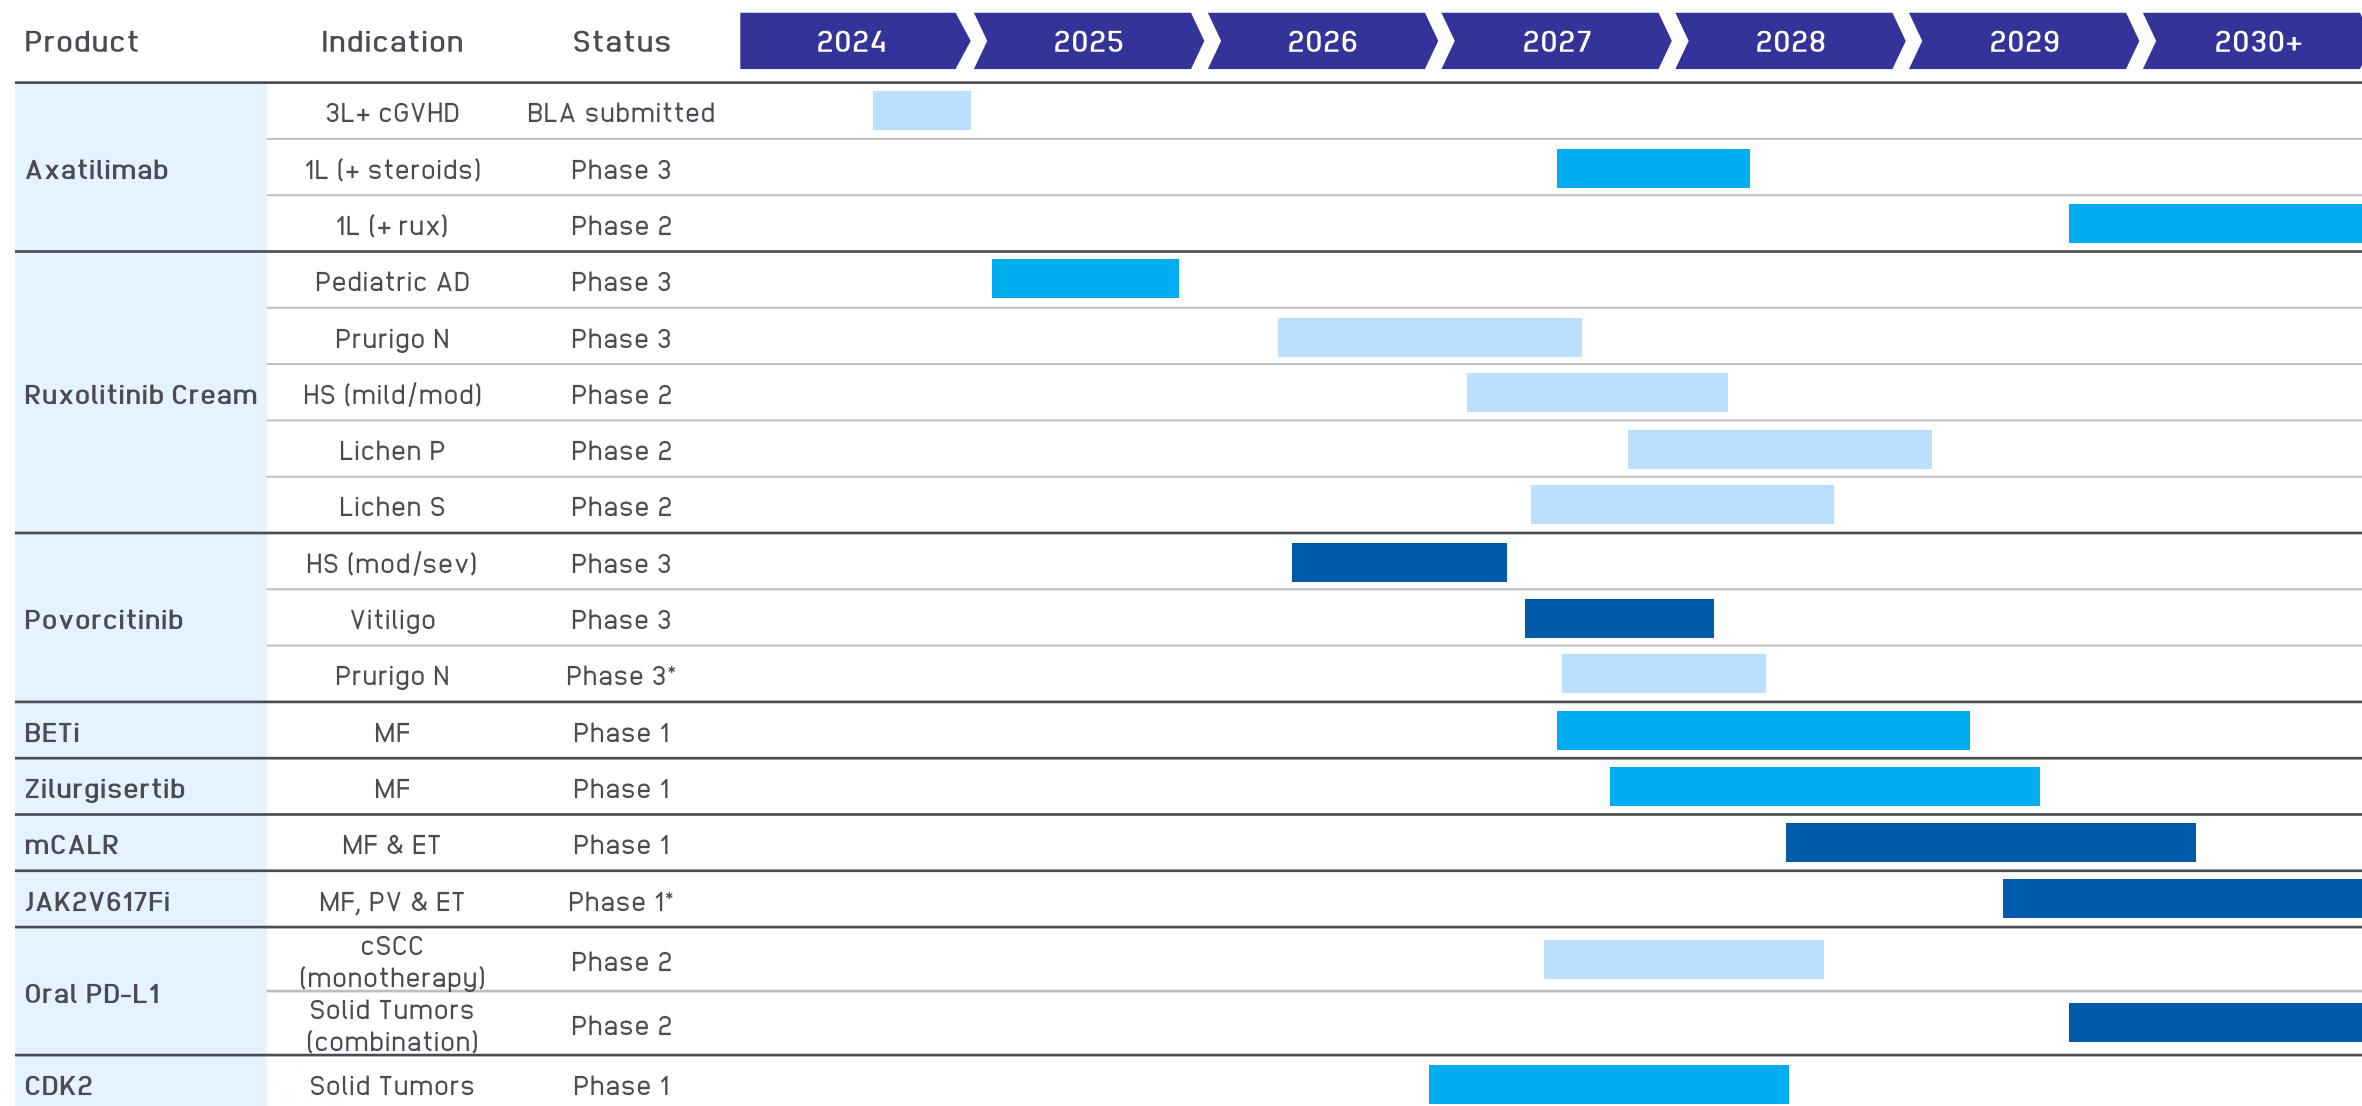 Product Indication Status 2024 2025 2026 2027 2028 2029 2030+
3L+ cGVHD BLA submitted
Axatilimab 1L (+ steroids) Phase 3
1L (+ rux) Phase 2
Pediatric AD Phase 3
Prurigo N Phase 3
Ruxolitinib Cream HS (mild/mod) Phase 2
Lichen P Phase 2
Lichen S Phase 2
HS (mod/sev) Phase 3
Povorcitinib Vitiligo Phase 3
Prurigo N Phase 3*
BETi MF Phase 1
Zilurgisertib MF Phase 1
mCALR MF & ET Phase 1
JAK2V617Fi MF, PV & ET Phase 1*
Oral PD-L1
cSCC
(monotherapy) Phase 2
Solid Tumors
(combination) Phase 2
CDK2 Solid Tumors Phase 1